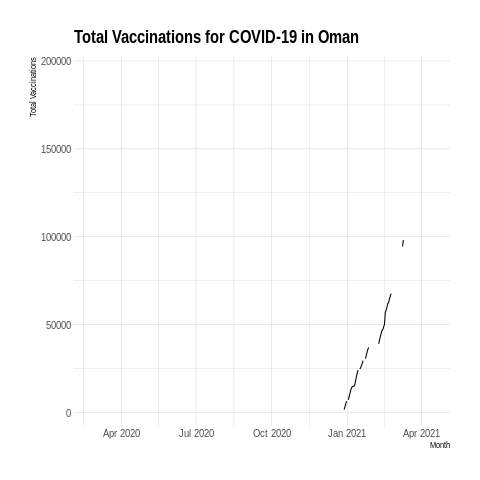 Total Vaccinations for COVID-19 in Oman
Total Vaccinations
200000
150000
100000
50000
0
Apr 2020 Jul 2020 Oct 2020 Jan 2021 Apr 2021
Month